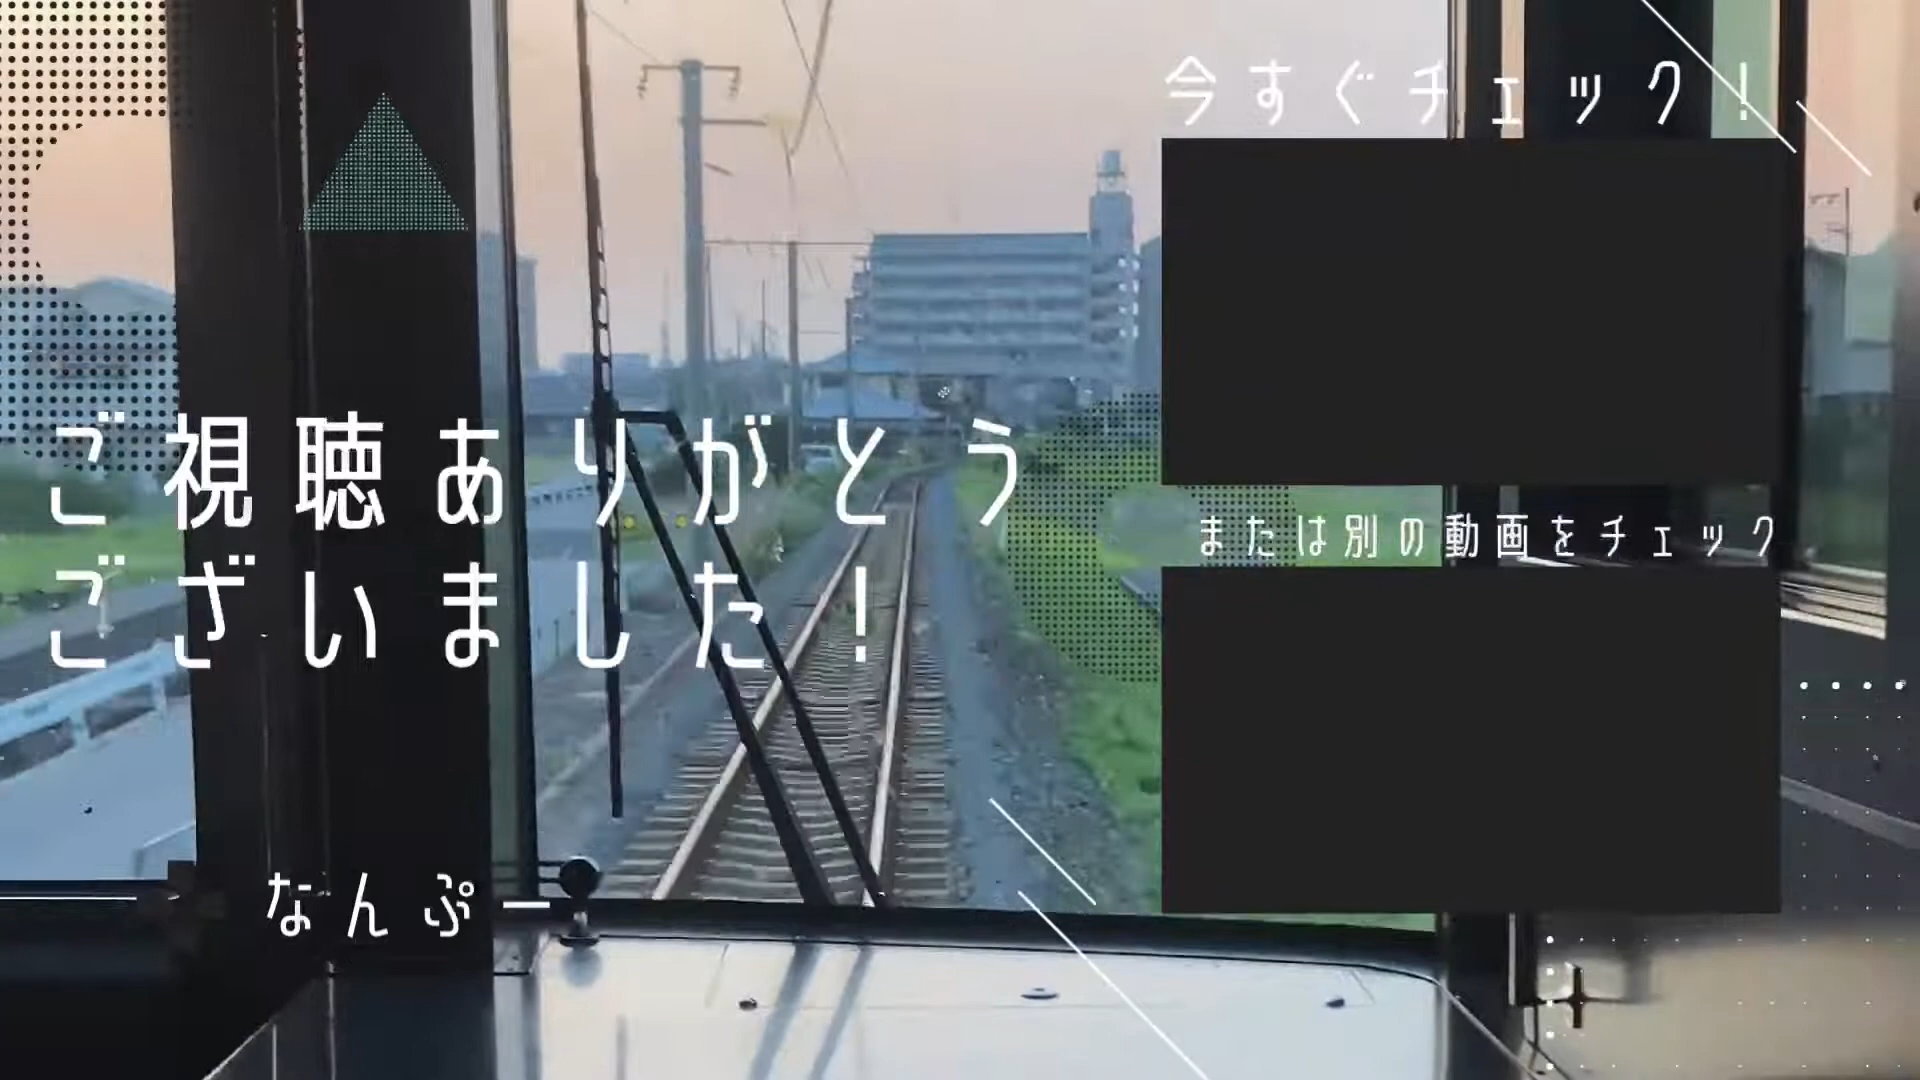 今すぐチェック!
ご視聴ありがとう
ございました!
または別の動画をチェック
なんぷー